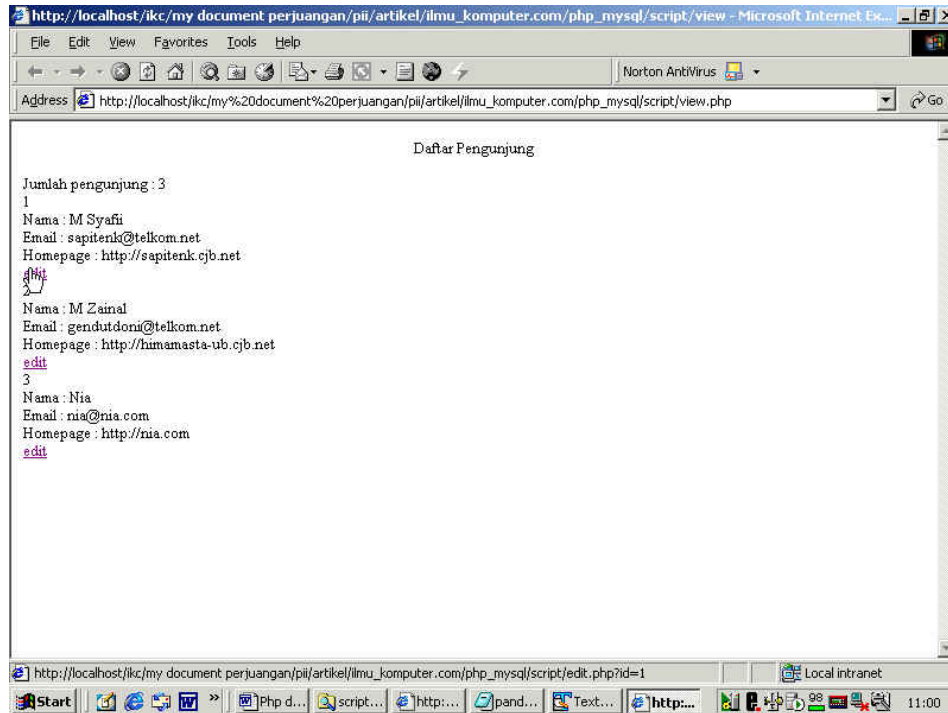 http://localhost/ikc/my document perjuangan/pii/artikel/ilmu_komputer.com/php_mysql/script/view - Microsoft Internet Ex...
File Edit View Favorites Tools Help
Norton AntiVirus
Address http://localhost/ikc/my%20document%20perjuangan/pii/artikel/ilmu_komputer.com/php_mysql/script/view.php Go
Daftar Pengunjung
Jumlah pengunjung : 3
1
Nama : M Syafii
Email : sapitenk@telkom.net
Homepage : http://sapitenk.cjb.net
edit
2
Nama : M Zainal
Email : gendutdoni@telkom.net
Homepage : http://himamasta-ub.cjb.net
edit
3
Nama : Nia
Email : nia@nia.com
Homepage : http://nia.com
edit
http://localhost/ikc/my document perjuangan/pii/artikel/ilmu_komputer.com/php_mysql/script/edit.php?id=1 Local intranet
Start » Php d... script... http:... pand... Text... http:... 11:00